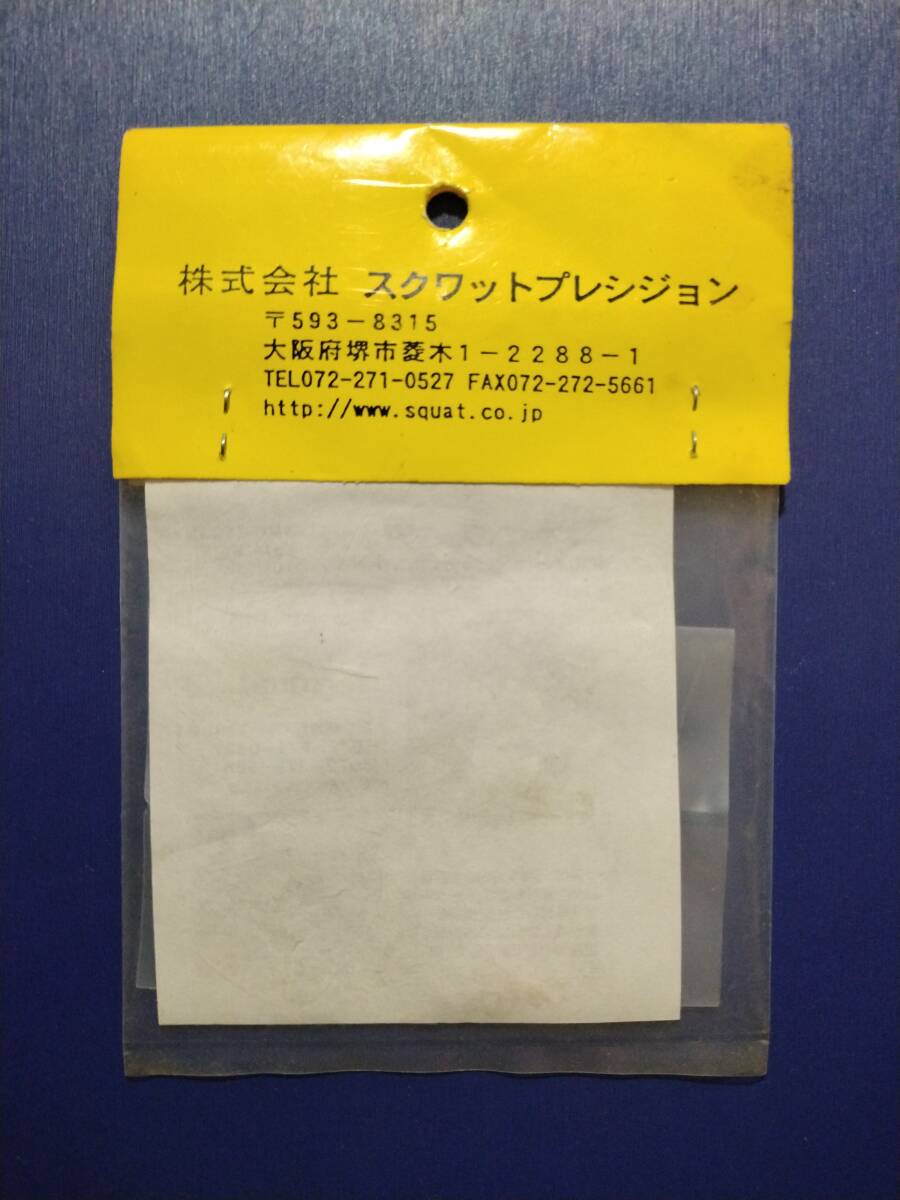 株式会社 スクワットプレシジョン
〒593-8315
大阪府堺市菱木1-2288-1
TEL072-271-0527 FAX072-272-5661
http://www.squat.co.jp